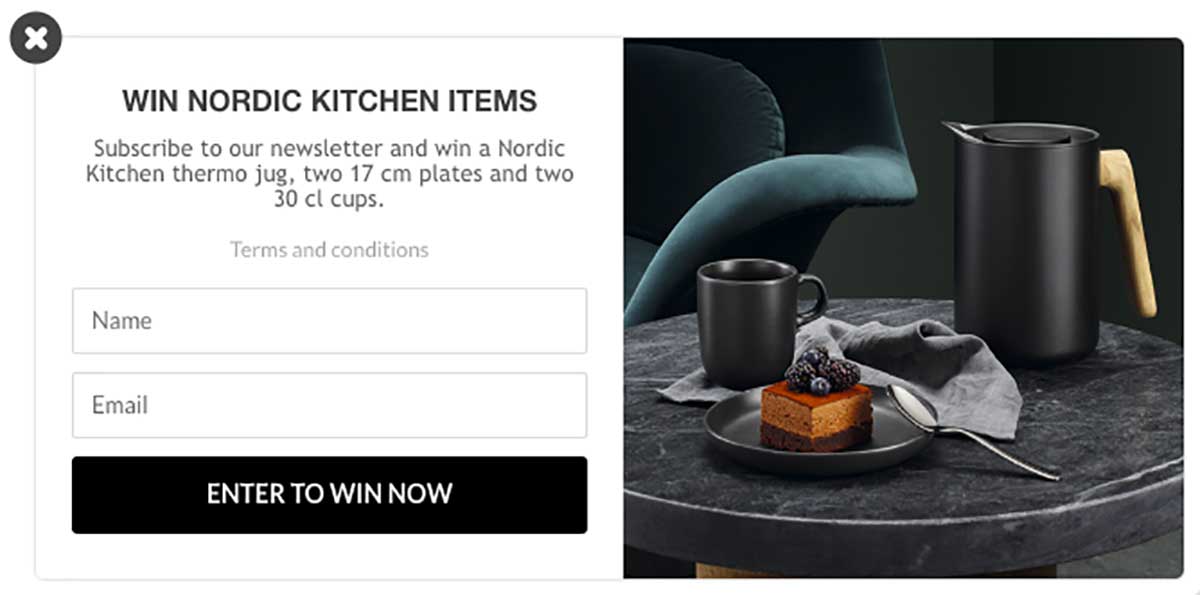 WIN NORDIC KITCHEN ITEMS
Subscribe to our newsletter and win a Nordic
Kitchen thermo jug, two 17 cm plates and two
30 cl cups.
Terms and conditions
Name
Email
ENTER TO WIN NOW